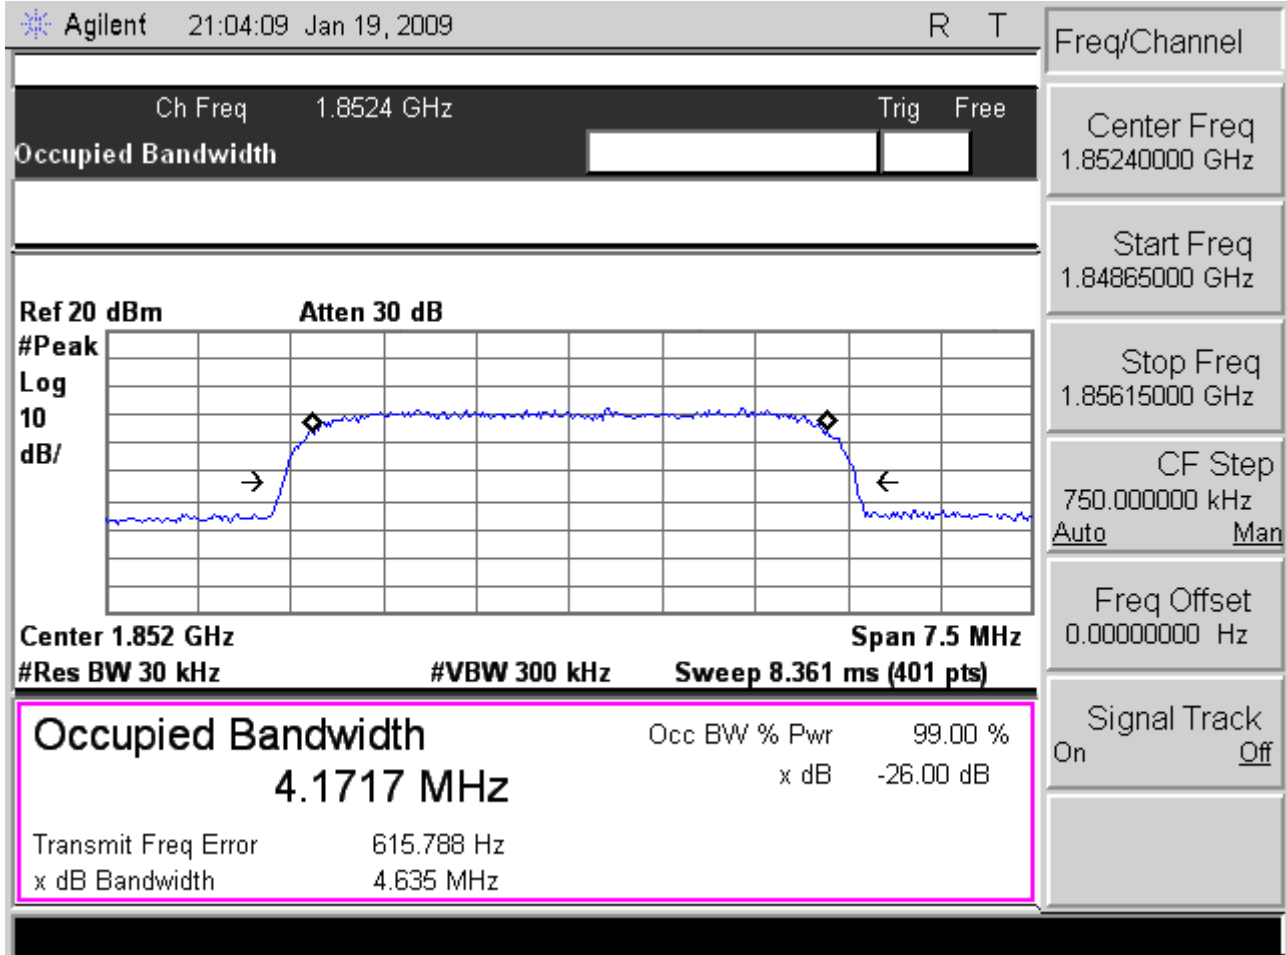 Agilent 21:04:09 Jan 19, 2009 R T
Freq/Channel
Ch Freq 1.8524 GHz Trig Free
Occupied Bandwidth
Center Freq
1.85240000 GHz
Start Freq
1.84865000 GHz
Stop Freq
1.85615000 GHz
CF Step
750.000000 kHz
Auto Man
Freq Offset
0.00000000 Hz
Signal Track
On Off
Ref 20 dBm Atten 30 dB
#Peak
Log
10
dB/
Center 1.852 GHz Span 7.5 MHz
#Res BW 30 kHz #VBW 300 kHz Sweep 8.361 ms (401 pts)
Occupied Bandwidth
4.1717 MHz
Occ BW % Pwr 99.00 %
x dB -26.00 dB
Transmit Freq Error 615.788 Hz
x dB Bandwidth 4.635 MHz